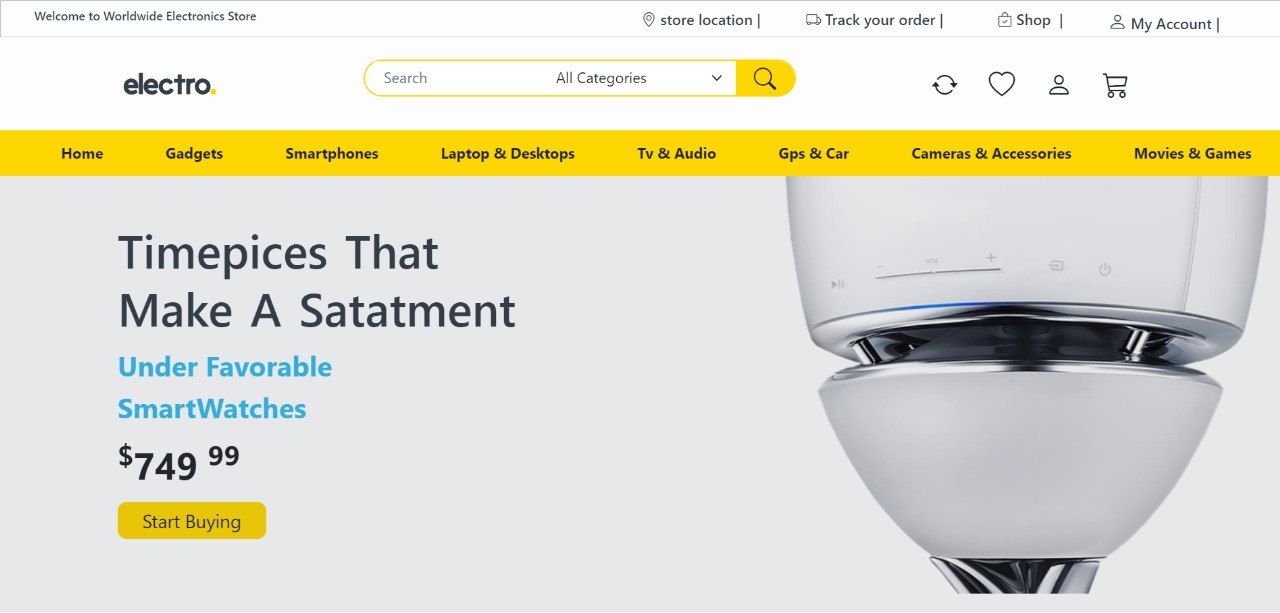 Welcome to Worldwide Electronics Store
store location |
Track your order |
Shop |
My Account |
electro.
Search
All Categories
Home
Gadgets
Smartphones
Laptop & Desktops
Tv & Audio
Gps & Car
Cameras & Accessories
Movies & Games
Timepices That
Make A Satatment
Under Favorable
SmartWatches
$749 99
Start Buying
VOL